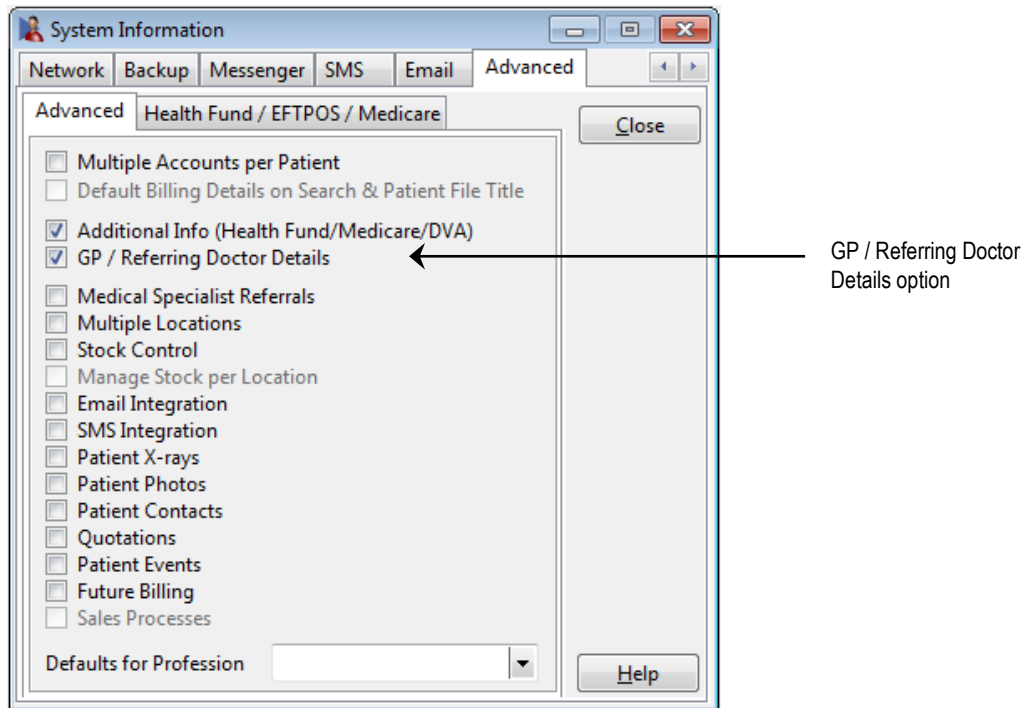 System Information
Network Backup Messenger SMS Email Advanced
Advanced Health Fund / EFTPOS / Medicare
Close
Multiple Accounts per Patient
Default Billing Details on Search & Patient File Title
Additional Info (Health Fund/Medicare/DVA)
GP / Referring Doctor Details
GP / Referring Doctor
Details option
Medical Specialist Referrals
Multiple Locations
Stock Control
Manage Stock per Location
Email Integration
SMS Integration
Patient X-rays
Patient Photos
Patient Contacts
Quotations
Patient Events
Future Billing
Sales Processes
Defaults for Profession
Help